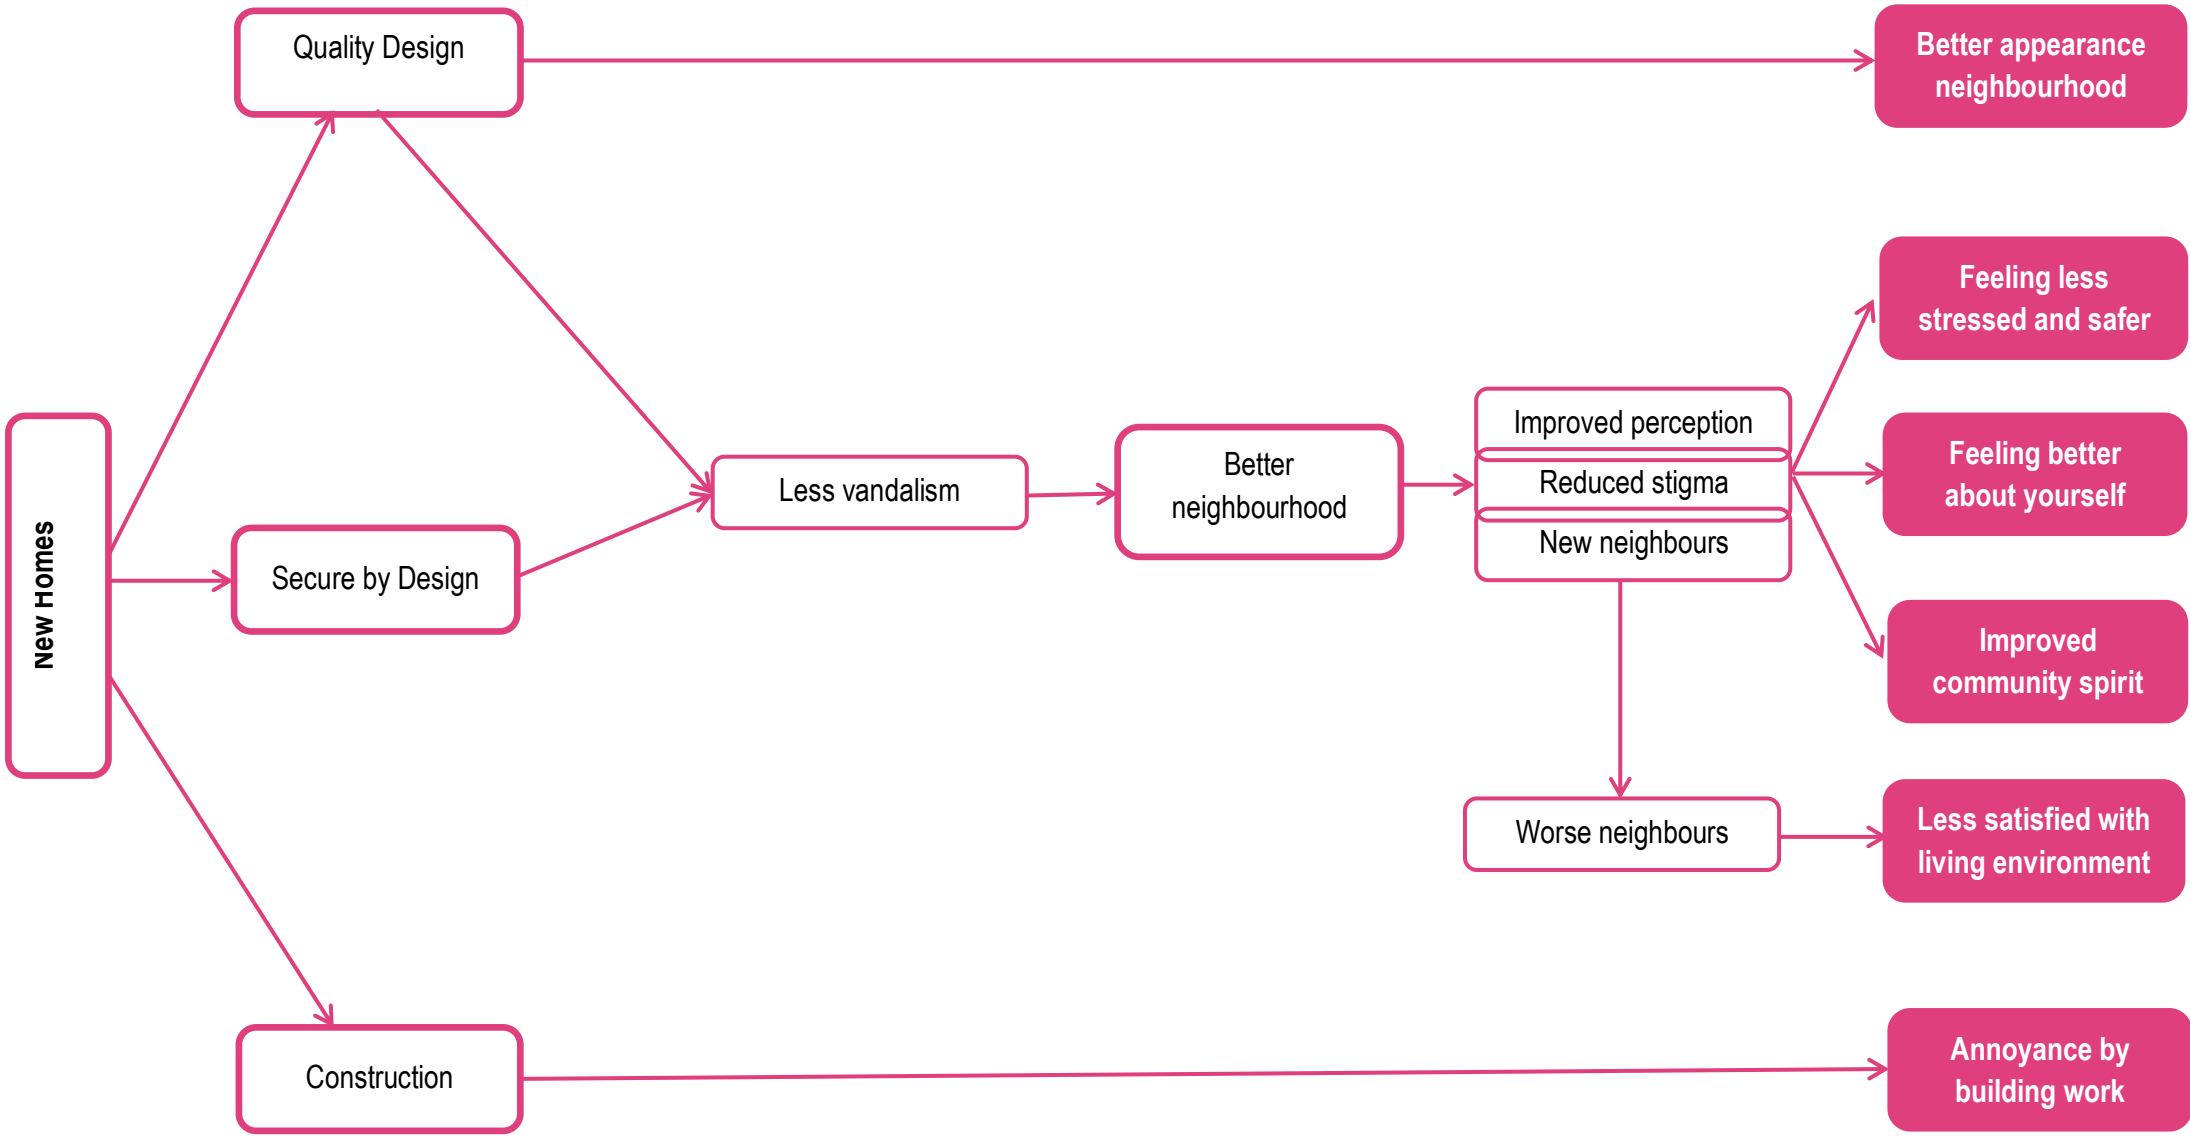 Quality Design
Better appearance
neighbourhood
Feeling less
stressed and safer
New Homes
Secure by Design
Less vandalism
Better
neighbourhood
Improved perception
Reduced stigma
New neighbours
Feeling better
about yourself
Improved
community spirit
Worse neighbours
Less satisfied with
living environment
Construction
Annoyance by
building work